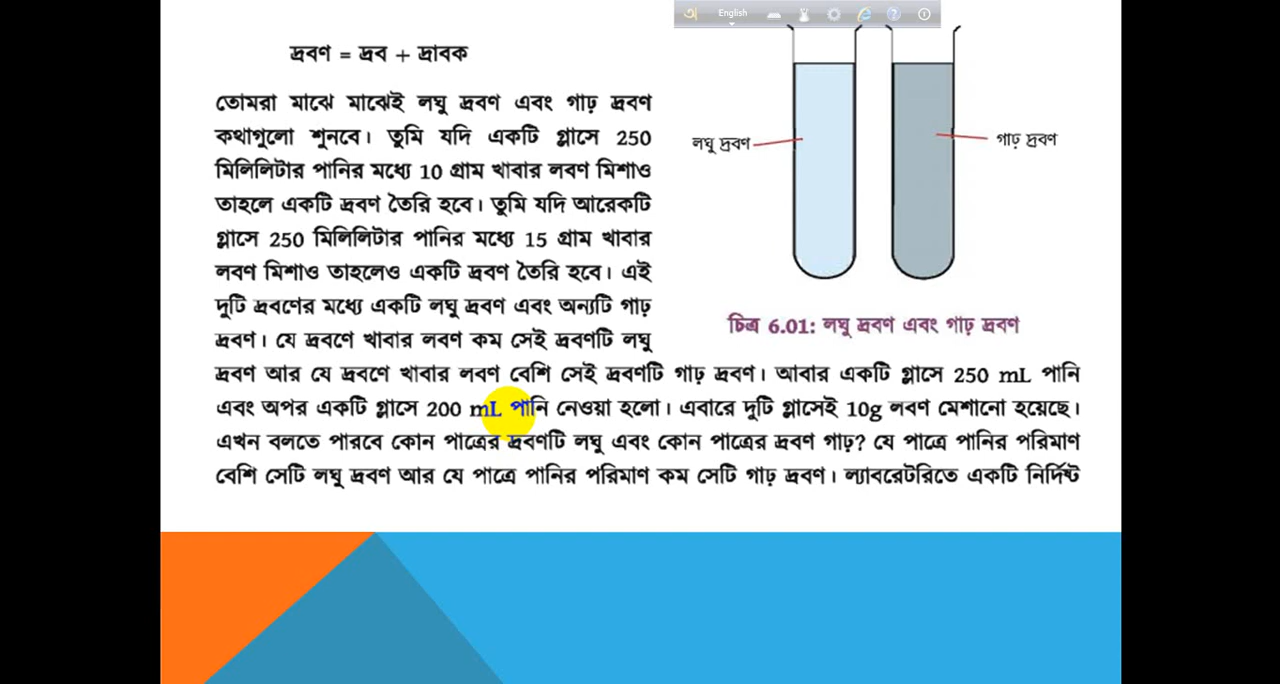 English
দ্রবণ = দ্রব + দ্রাবক
তোমরা মাঝে মাঝেই লঘু দ্রবণ এবং গাঢ় দ্রবণ
কথাগুলো শুনবে। তুমি যদি একটি গ্লাসে 250
মিলিলিটার পানির মধ্যে 10 গ্রাম খাবার লবণ মিশাও
তাহলে একটি দ্রবণ তৈরি হবে। তুমি যদি আরেকটি
গ্লাসে 250 মিলিলিটার পানির মধ্যে 15 গ্রাম খাবার
লবণ মিশাও তাহলেও একটি দ্রবণ তৈরি হবে। এই
দুটি দ্রবণের মধ্যে একটি লঘু দ্রবণ এবং অন্যটি গাঢ়
দ্রবণ। যে দ্রবণে খাবার লবণ কম সেই দ্রবণটি লঘু
লঘু দ্রবণ
গাঢ় দ্রবণ
চিত্র 6.01: লঘু দ্রবণ এবং গাঢ় দ্রবণ
দ্রবণ আর যে দ্রবণে খাবার লবণ বেশি সেই দ্রবণটি গাঢ় দ্রবণ। আবার একটি গ্লাসে 250 mL পানি
এবং অপর একটি গ্লাসে 200 mL পানি নেওয়া হলো। এবারে দুটি গ্লাসেই 10g লবণ মেশানো হয়েছে।
এখন বলতে পারবে কোন পাত্রের দ্রবণটি লঘু এবং কোন পাত্রের দ্রবণ গাঢ়? যে পাত্রে পানির পরিমাণ
বেশি সেটি লঘু দ্রবণ আর যে পাত্রে পানির পরিমাণ কম সেটি গাঢ় দ্রবণ। ল্যাবরেটরিতে একটি নির্দিষ্ট